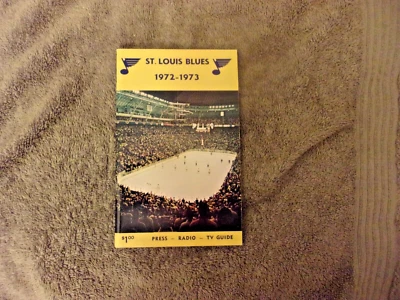 ST. LOUIS BLUES
1972-1973
$1.00 PRESS - RADIO - TV GUIDE